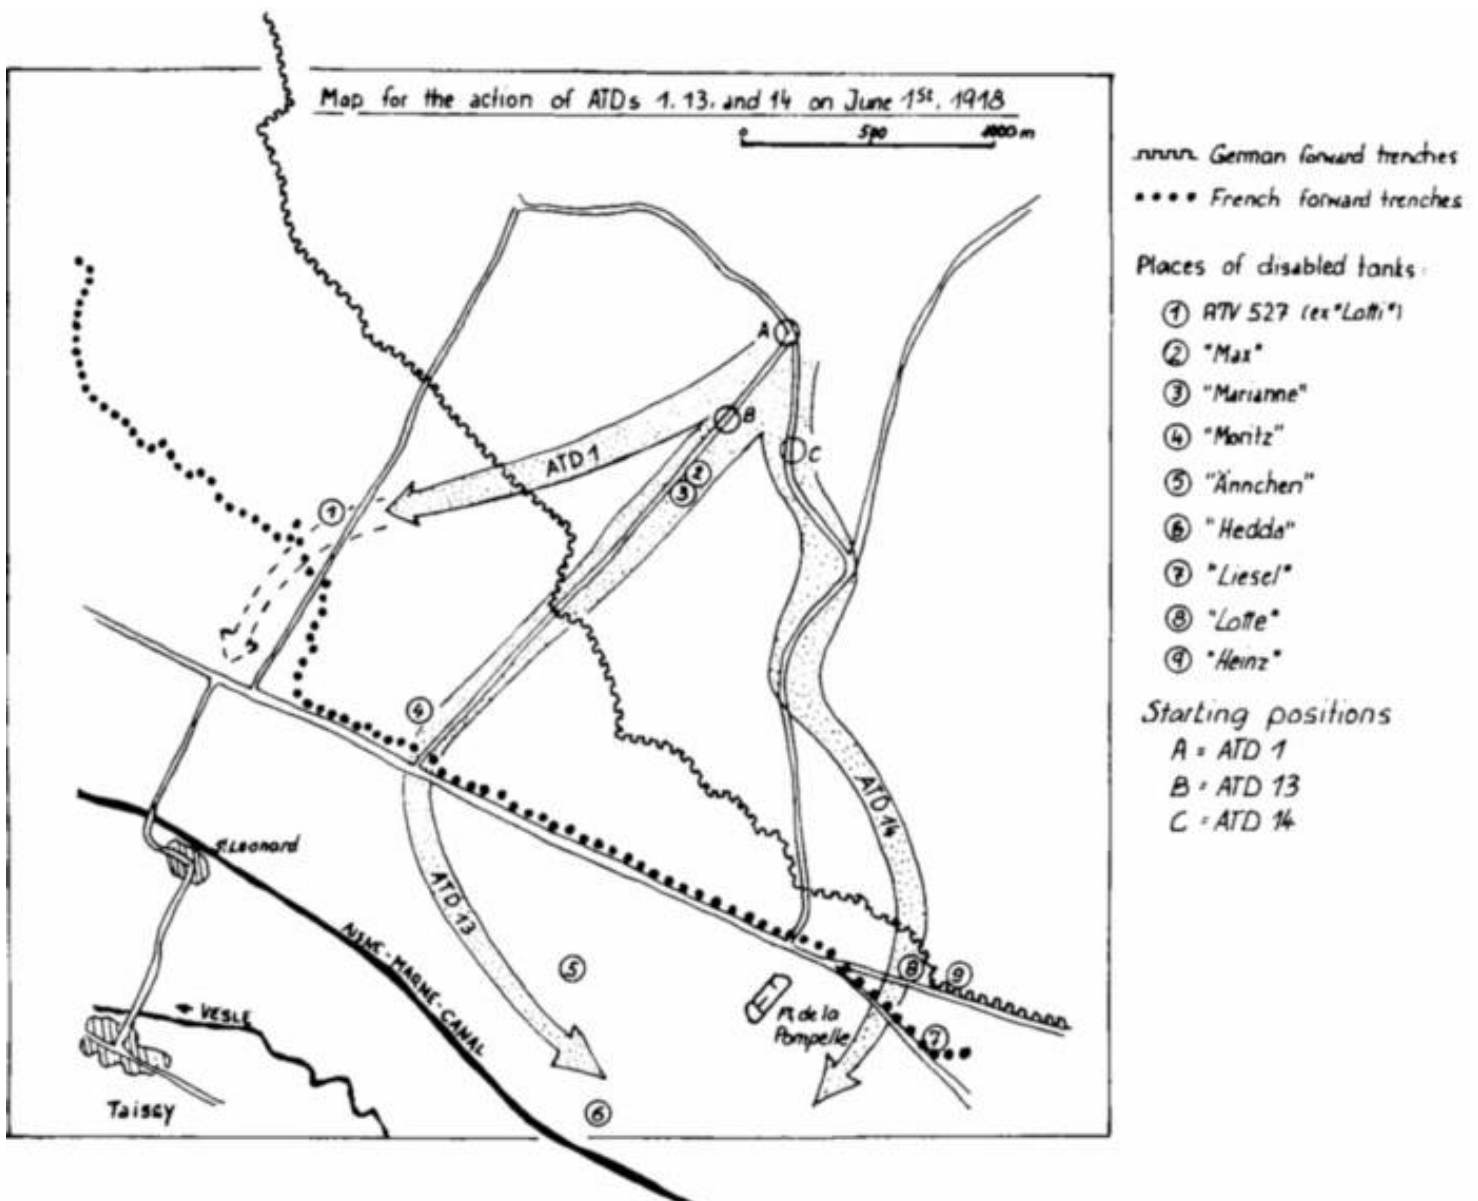 Map for the action of ATDs 1. 13. and 14 on June 1st, 1918
0 500 1000 m
German forward trenches
French forward trenches
Places of disabled tanks:
1 ATV 527 (ex "Lotti")
2 "Max"
3 "Marianne"
4 "Moritz"
5 "Ännchen"
6 "Hedda"
7 "Liesel"
8 "Lotte"
9 "Heinz"
Starting positions
A = ATD 1
B = ATD 13
C = ATD 14
A
B
C
ATD 1
2
3
1
4
ATD 14
ATD 13
St. Leonard
AISNE-MARNE-CANAL
5
8
9
Ft de la
Pompelle
7
VESLE
Taissy
6